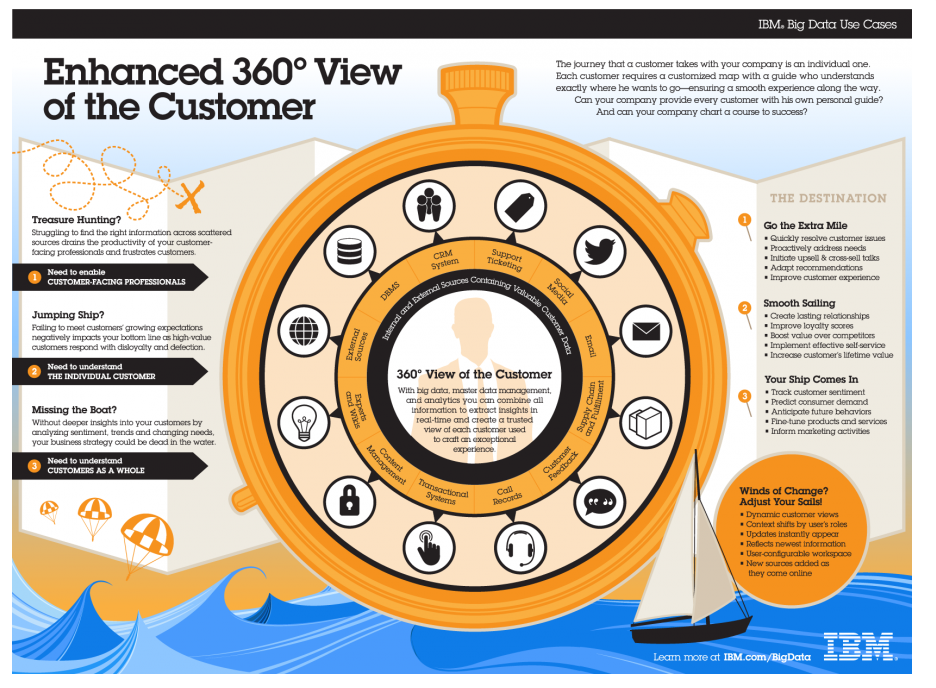 IBM® Big Data Use Cases
Enhanced 360° View
of the Customer
The journey that a customer takes with your company is an individual one.
Each customer requires a customized map with a guide who understands
exactly where he wants to go—ensuring a smooth experience along the way.
Can your company provide every customer with his own personal guide?
And can your company chart a course to success?
Treasure Hunting?
Struggling to find the right information across scattered
sources drains the productivity of your customer-
facing professionals and frustrates customers.
1
Need to enable
CUSTOMER-FACING PROFESSIONALS
Jumping Ship?
Failing to meet customers' growing expectations
negatively impacts your bottom line as high-value
customers respond with disloyalty and defection.
2
Need to understand
THE INDIVIDUAL CUSTOMER
Missing the Boat?
Without deeper insights into your customers by
analyzing sentiment, trends and changing needs,
your business strategy could be dead in the water.
3
Need to understand
CUSTOMERS AS A WHOLE
CRM
System
Support
Ticketing
Social
Media
Email
Supply Chain
and Fulfillment
Customer
Feedback
Call
Records
Transactional
Systems
Content
Management
Experts
and Wikis
External
Sources
DBMS
Internal and External Sources Containing Valuable Customer Data
360° View of the Customer
With big data, master data management,
and analytics you can combine all
information to extract insights in
real-time and create a trusted
view of each customer used
to craft an exceptional
experience.
THE DESTINATION
1
Go the Extra Mile
▪ Quickly resolve customer issues
▪ Proactively address needs
▪ Initiate upsell & cross-sell talks
▪ Adapt recommendations
▪ Improve customer experience
2
Smooth Sailing
▪ Create lasting relationships
▪ Improve loyalty scores
▪ Boost value over competitors
▪ Implement effective self-service
▪ Increase customer's lifetime value
3
Your Ship Comes In
▪ Track customer sentiment
▪ Predict consumer demand
▪ Anticipate future behaviors
▪ Fine-tune products and services
▪ Inform marketing activities
Winds of Change?
Adjust Your Sails!
▪ Dynamic customer views
▪ Context shifts by user's roles
▪ Updates instantly appear
▪ Reflects newest information
▪ User-configurable workspace
▪ New sources added as
they come online
Learn more at IBM.com/BigData
IBM®